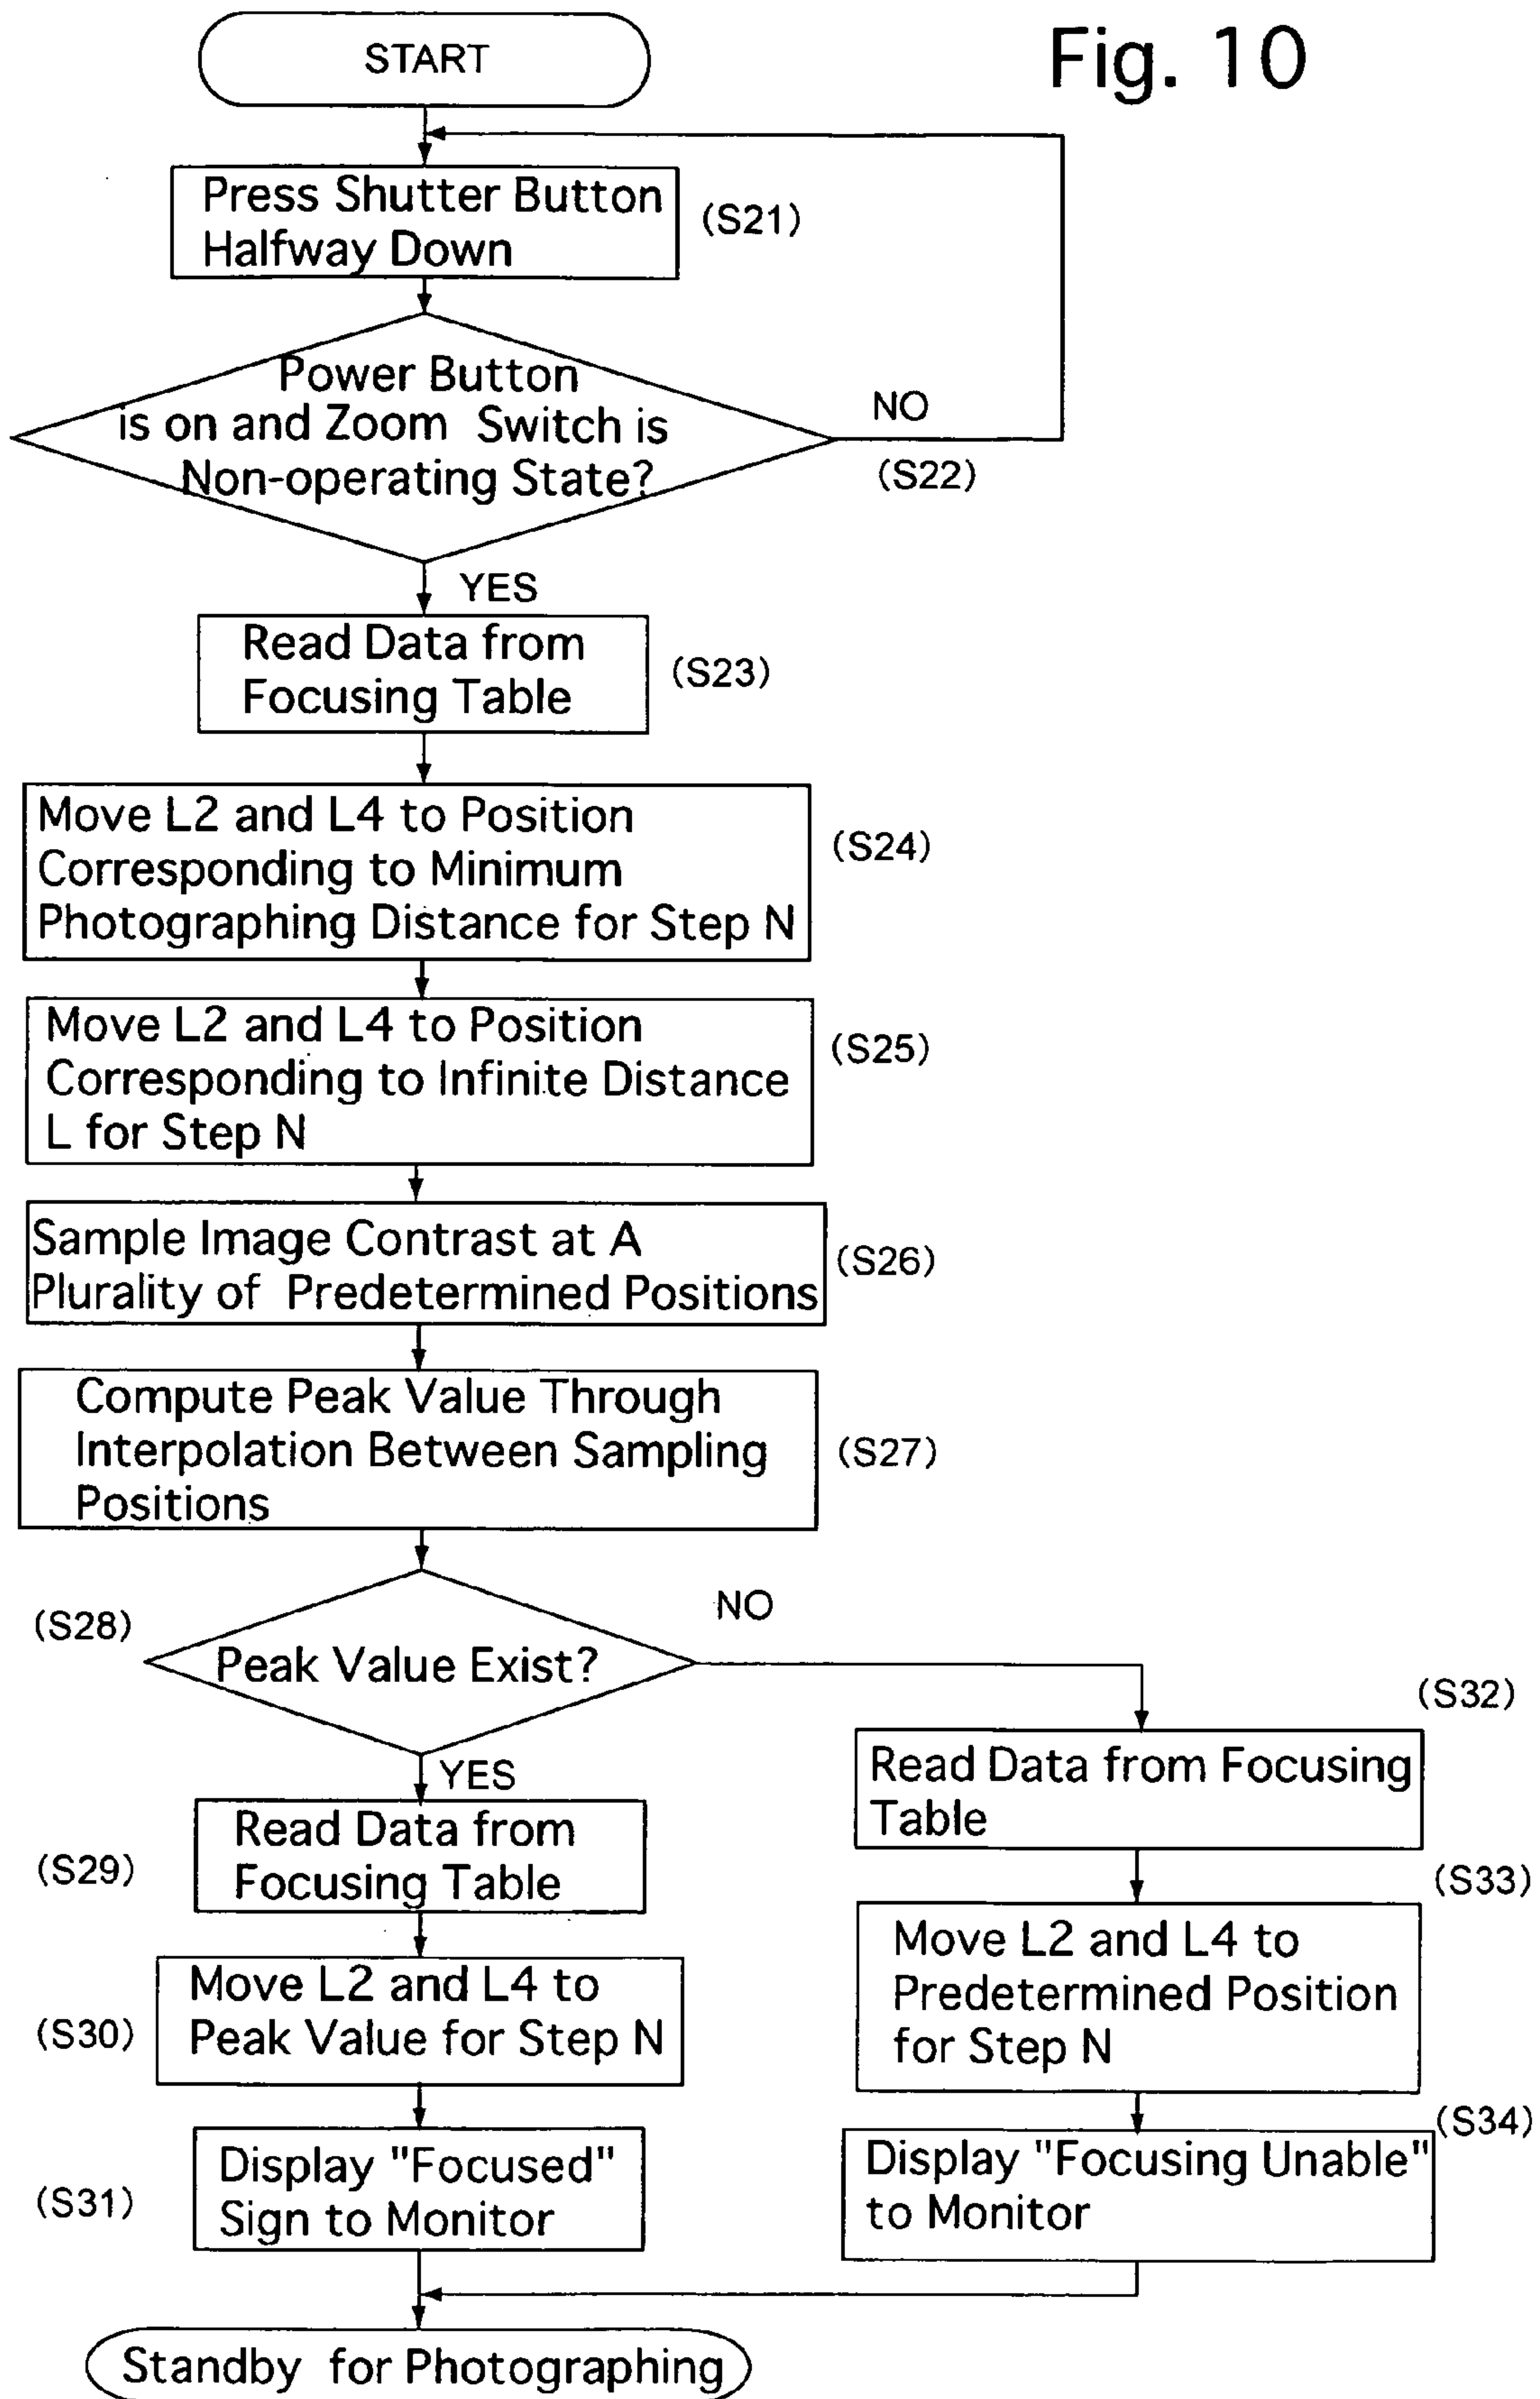 Fig. 10
START
Press Shutter Button
Halfway Down
(S21)
Power Button
is on and Zoom Switch is
Non-operating State?
NO
(S22)
YES
Read Data from
Focusing Table
(S23)
Move L2 and L4 to Position
Corresponding to Minimum
Photographing Distance for Step N
(S24)
Move L2 and L4 to Position
Corresponding to Infinite Distance
L for Step N
(S25)
Sample Image Contrast at A
Plurality of Predetermined Positions
(S26)
Compute Peak Value Through
Interpolation Between Sampling
Positions
(S27)
(S28)
Peak Value Exist?
NO
YES
Read Data from
Focusing Table
(S29)
Move L2 and L4 to
Peak Value for Step N
(S30)
Display "Focused"
Sign to Monitor
(S31)
(S32)
Read Data from Focusing
Table
(S33)
Move L2 and L4 to
Predetermined Position
for Step N
(S34)
Display "Focusing Unable"
to Monitor
Standby for Photographing